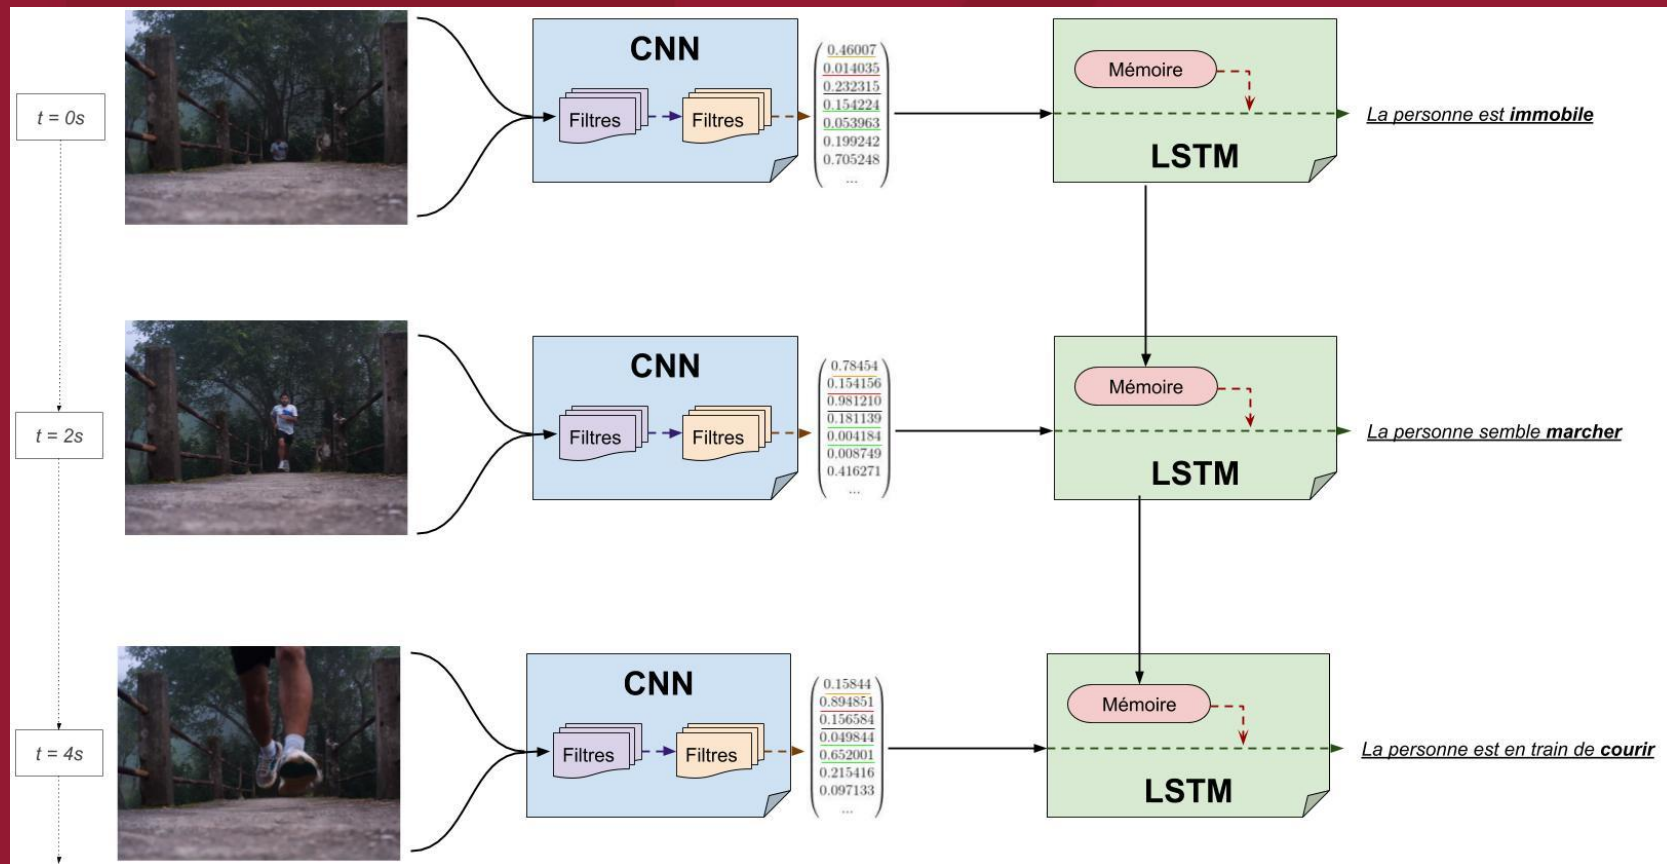 t = 0s
CNN
Filtres
Filtres
0.46007
0.014035
0.232315
0.154224
0.053963
0.199242
0.705248
...
Mémoire
LSTM
La personne est immobile
t = 2s
CNN
Filtres
Filtres
0.78454
0.154156
0.981210
0.181139
0.004184
0.008749
0.416271
...
Mémoire
LSTM
La personne semble marcher
t = 4s
CNN
Filtres
Filtres
0.15844
0.894851
0.156584
0.049844
0.652001
0.215416
0.097133
...
Mémoire
LSTM
La personne est en train de courir